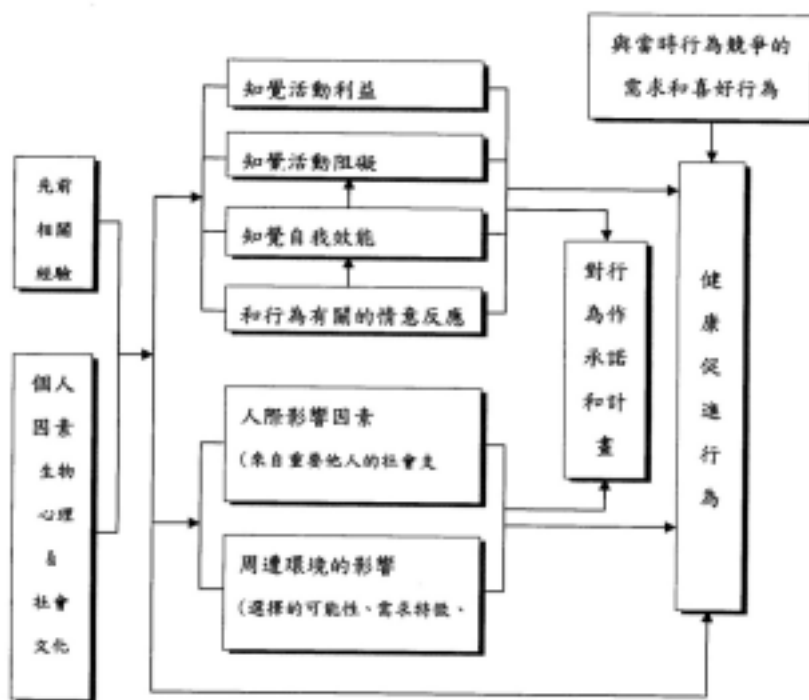 與當時行為競爭的
需求和喜好行為
知覺活動利益
知覺活動阻礙
知覺自我效能
和行為有關的情意反應
先前
相關
經驗
個人
因素
生物
心理
&
社會
文化
人際影響因素
(來自重要他人的社會支
周遭環境的影響
(選擇的可能性、需求特徵、
對行
為作
承諾
和計
畫
健
康
促
進
行
為